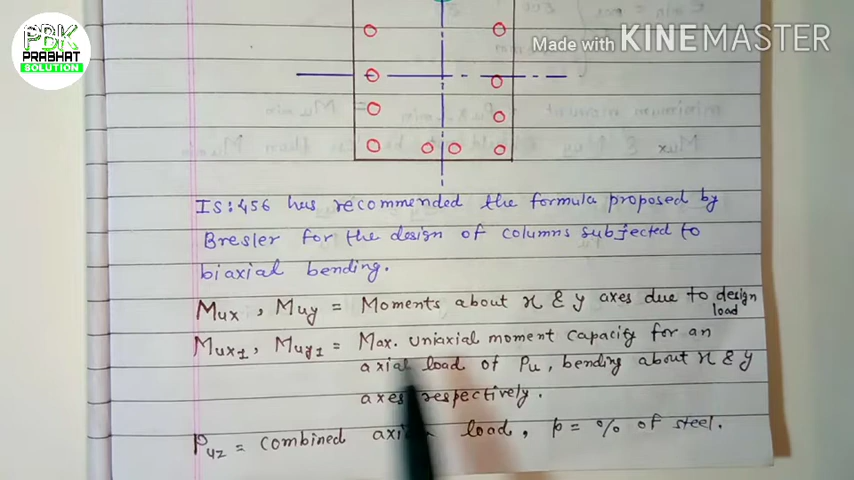 PBK
PRABHAT
SOLUTION
Made with KINEMASTER
IS:456 has recommended the formula proposed by
Bresler for the design of columns subjected to
biaxial bending.
Mux, Muy = Moments about x & y axes due to design
load
Mux1, Muy1 = Max. uniaxial moment capacity for an
axial load of Pu, bending about x & y
axes respectively.
Puz = combined axial load, p = % of steel.